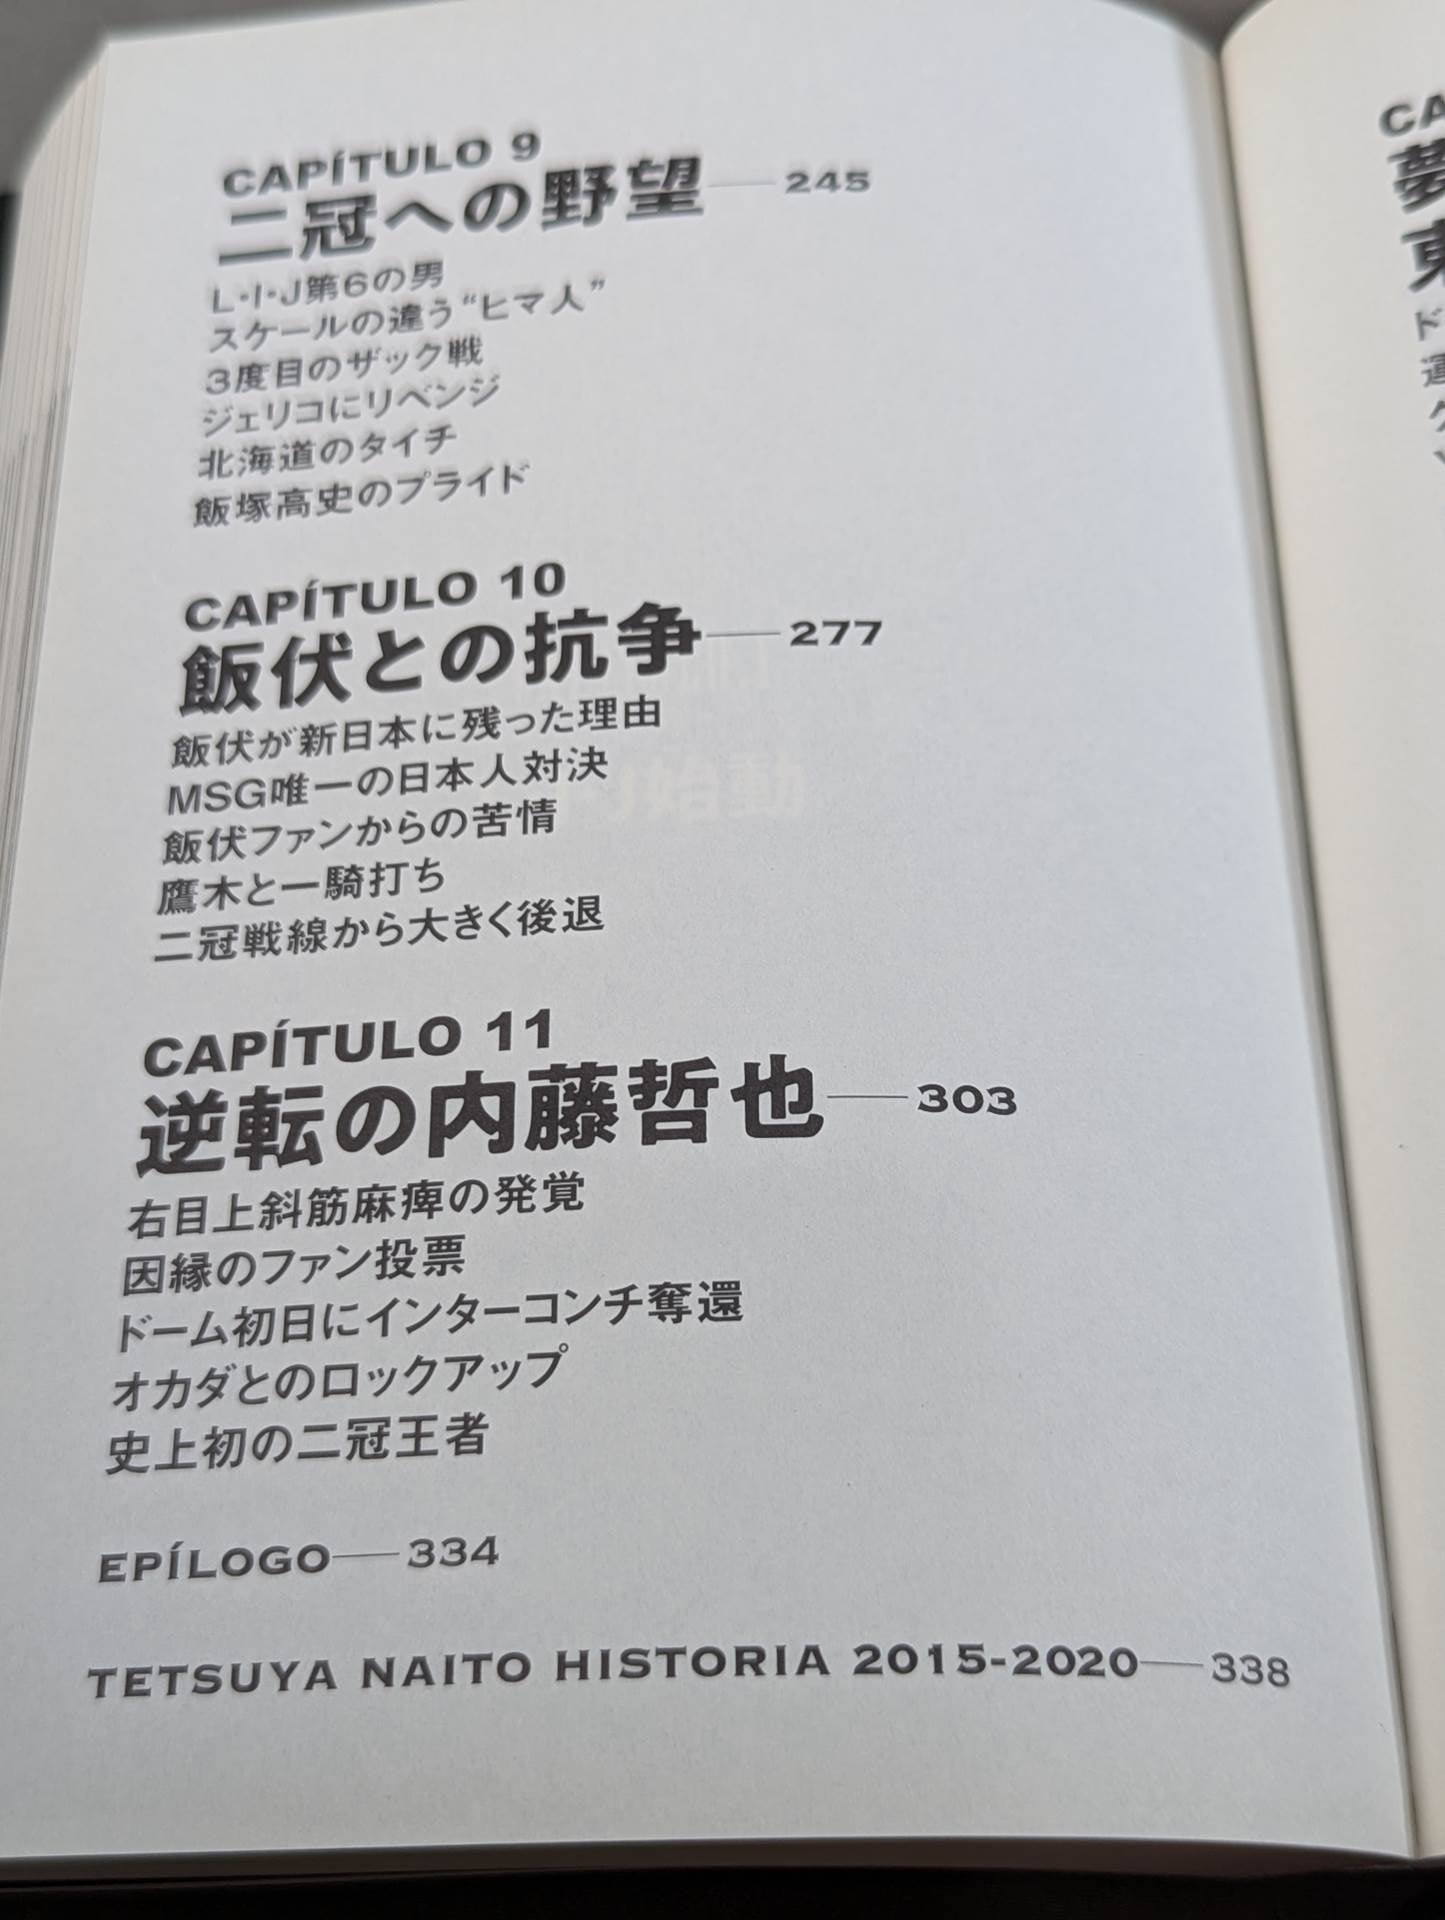 CAPÍTULO 9
二冠への野望——245
L・I・J第6の男
スケールの違う“ヒマ人”
3度目のザック戦
ジェリコにリベンジ
北海道のタイチ
飯塚高史のプライド
CAPÍTULO 10
飯伏との抗争——277
飯伏が新日本に残った理由
MSG唯一の日本人対決
飯伏ファンからの苦情
鷹木と一騎打ち
二冠戦線から大きく後退
CAPÍTULO 11
逆転の内藤哲也——303
右目上斜筋麻痺の発覚
因縁のファン投票
ドーム初日にインターコンチ奪還
オカダとのロックアップ
史上初の二冠王者
EPÍLOGO——334
TETSUYA NAITO HISTORIA 2015-2020——338
CA
夢